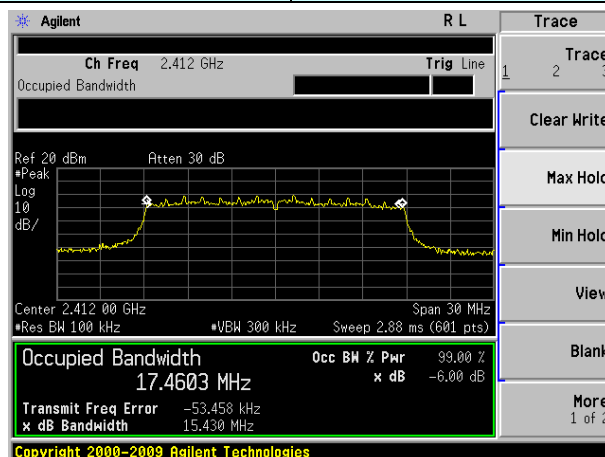 Agilent R L Trace
Ch Freq 2.412 GHz Trig Line
Occupied Bandwidth
Trace
1 2 3
Clear Write
Max Hold
Min Hold
View
Blank
More
1 of 2
Ref 20 dBm Atten 30 dB
#Peak
Log
10
dB/
Center 2.412 00 GHz Span 30 MHz
#Res BW 100 kHz #VBW 300 kHz Sweep 2.88 ms (601 pts)
Occupied Bandwidth Occ BW % Pwr 99.00 %
17.4603 MHz x dB -6.00 dB
Transmit Freq Error -53.458 kHz
x dB Bandwidth 15.430 MHz
Copyright 2000-2009 Agilent Technologies